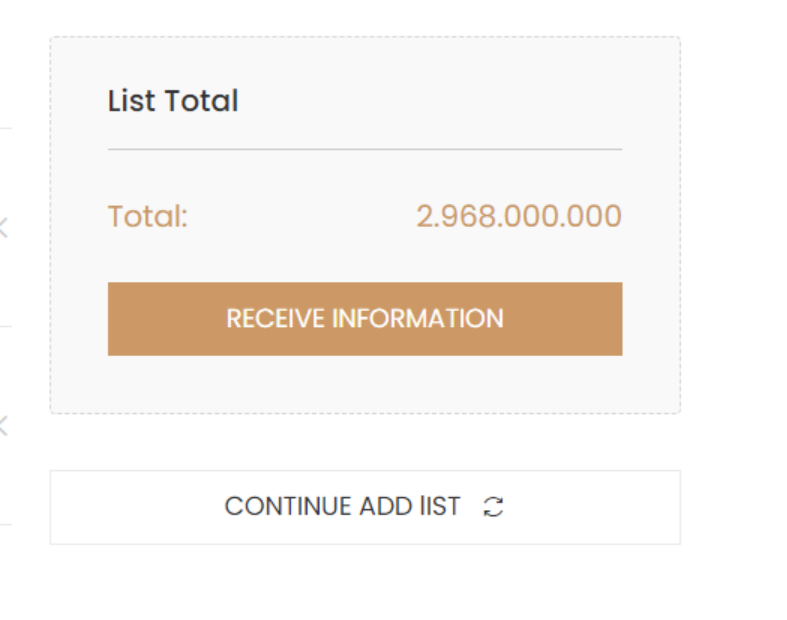 List Total
Total: 2.968.000.000
RECEIVE INFORMATION
CONTINUE ADD lIST